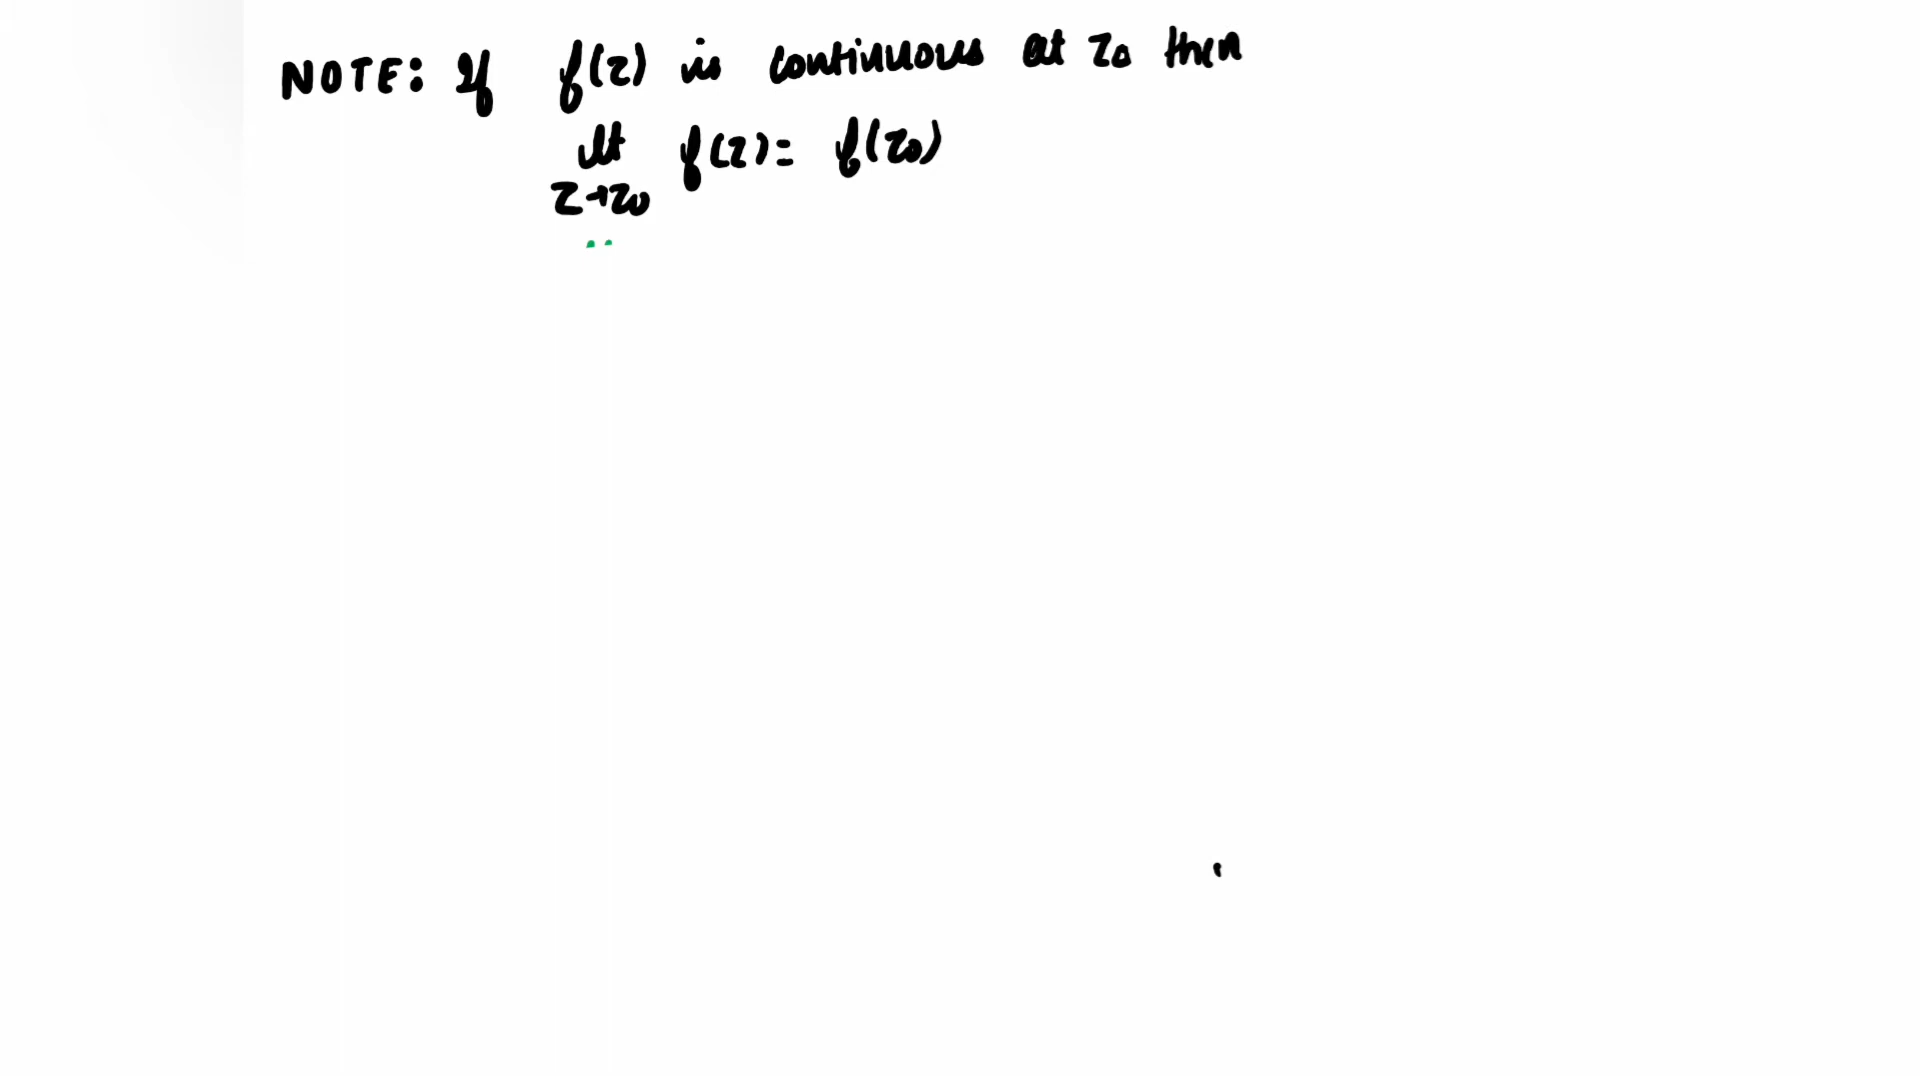 NOTE: If f(z) is continuous at z0 then
lt f(z) = f(z0)
z→z0